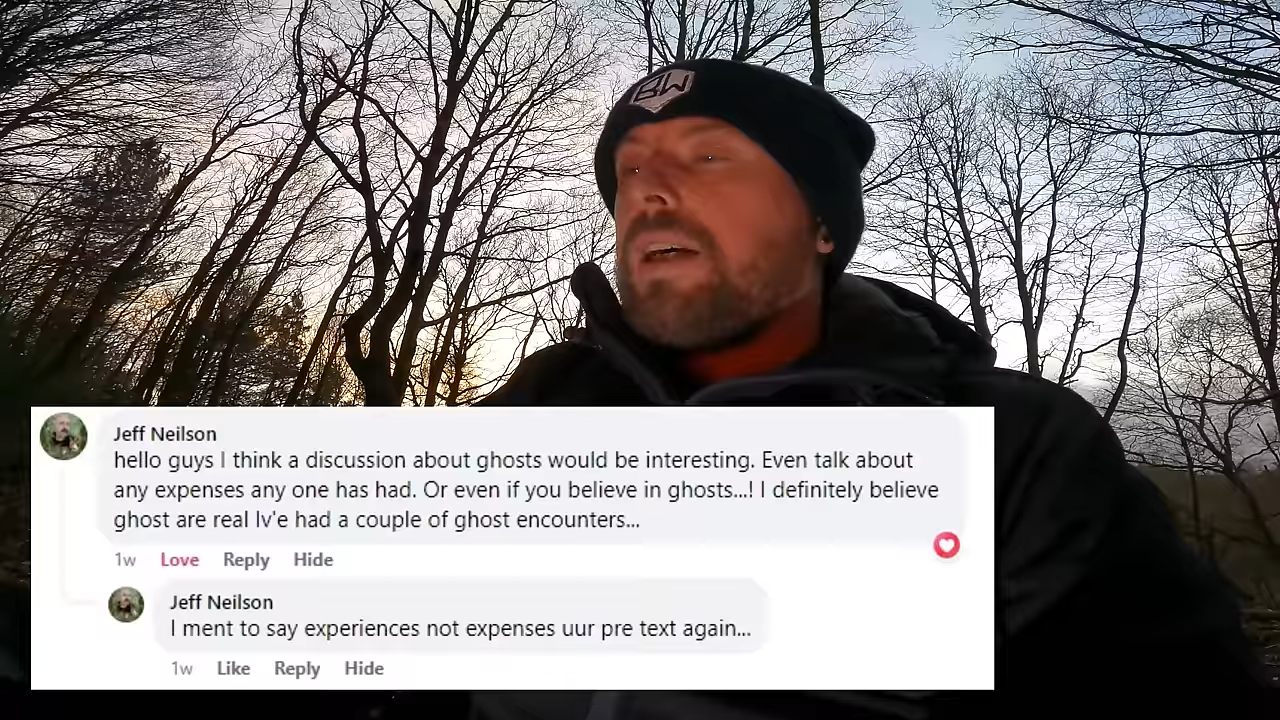 BW
Jeff Neilson
hello guys I think a discussion about ghosts would be interesting. Even talk about
any expenses any one has had. Or even if you believe in ghosts...! I definitely believe
ghost are real Iv'e had a couple of ghost encounters...
1w Love Reply Hide
Jeff Neilson
I ment to say experiences not expenses uur pre text again...
1w Like Reply Hide